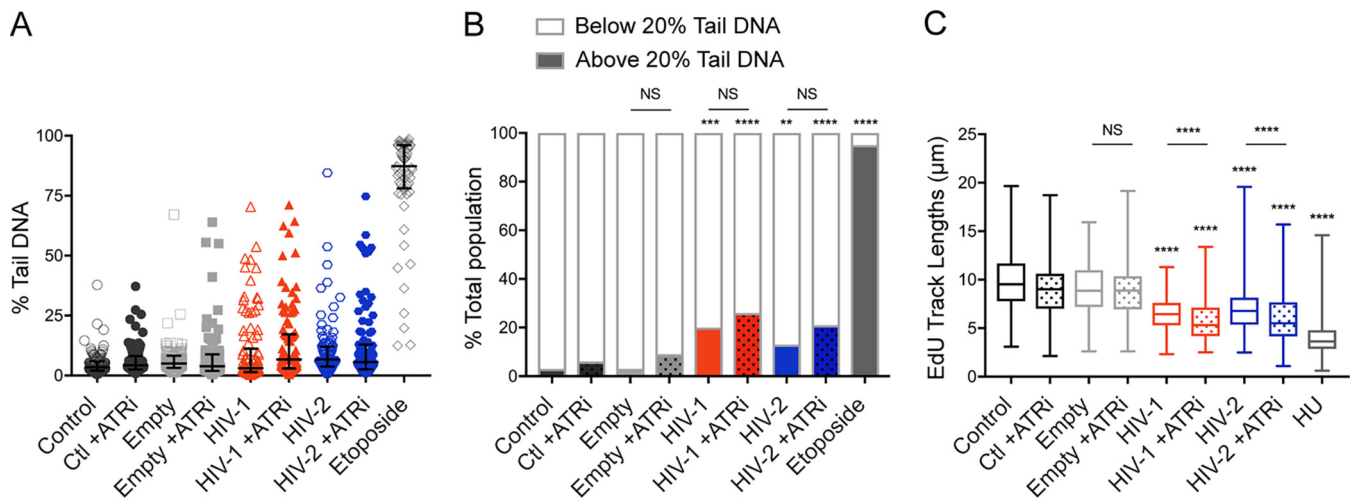 A
% Tail DNA
100
75
50
25
0
Control
Ctl +ATRi
Empty
Empty +ATRi
HIV-1
HIV-1 +ATRi
HIV-2
HIV-2 +ATRi
Etoposide
B
Below 20% Tail DNA
Above 20% Tail DNA
NS
NS
NS
***
****
**
****
****
% Total population
100
80
60
40
20
0
Control
Ctl +ATRi
Empty
Empty +ATRi
HIV-1
HIV-1 +ATRi
HIV-2
HIV-2 +ATRi
Etoposide
C
EdU Track Lengths (μm)
25
20
15
10
5
0
NS
****
****
****
****
****
****
****
Control
Ctl +ATRi
Empty
Empty +ATRi
HIV-1
HIV-1 +ATRi
HIV-2
HIV-2 +ATRi
HU